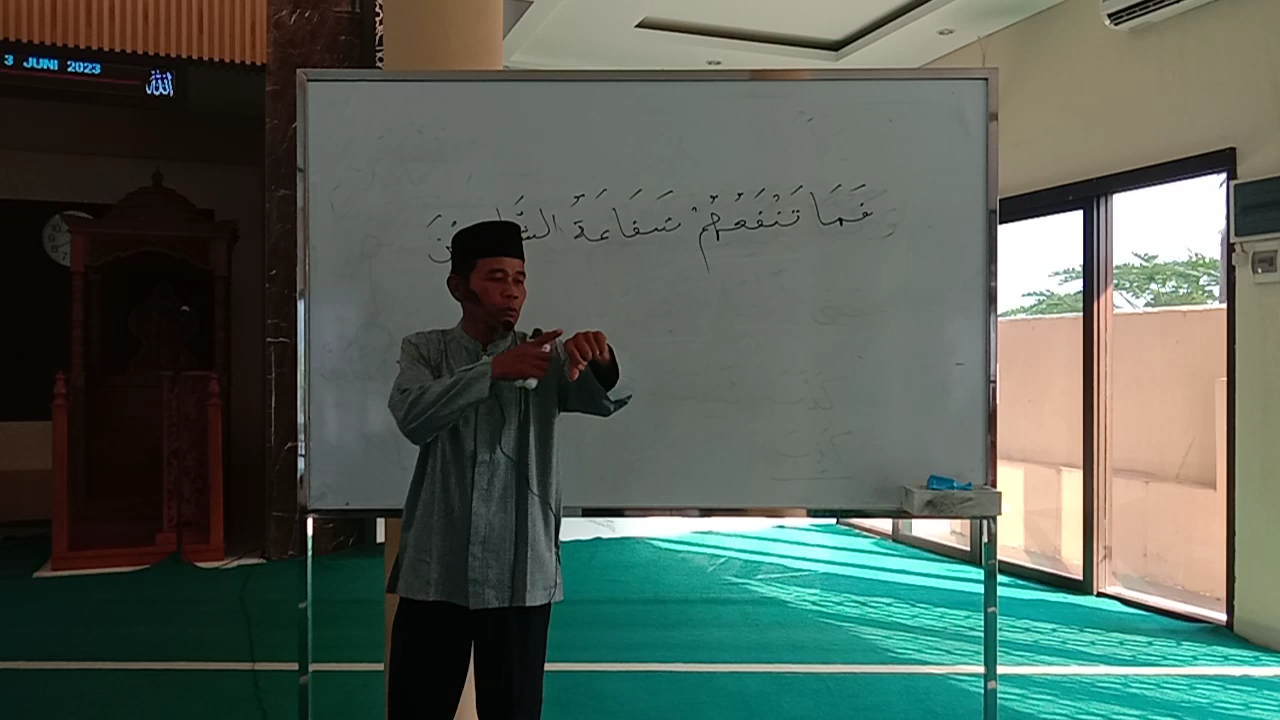 3 JUNI 2023
الله
فَمَا تَنْفَعُهُمْ شَفَاعَةُ